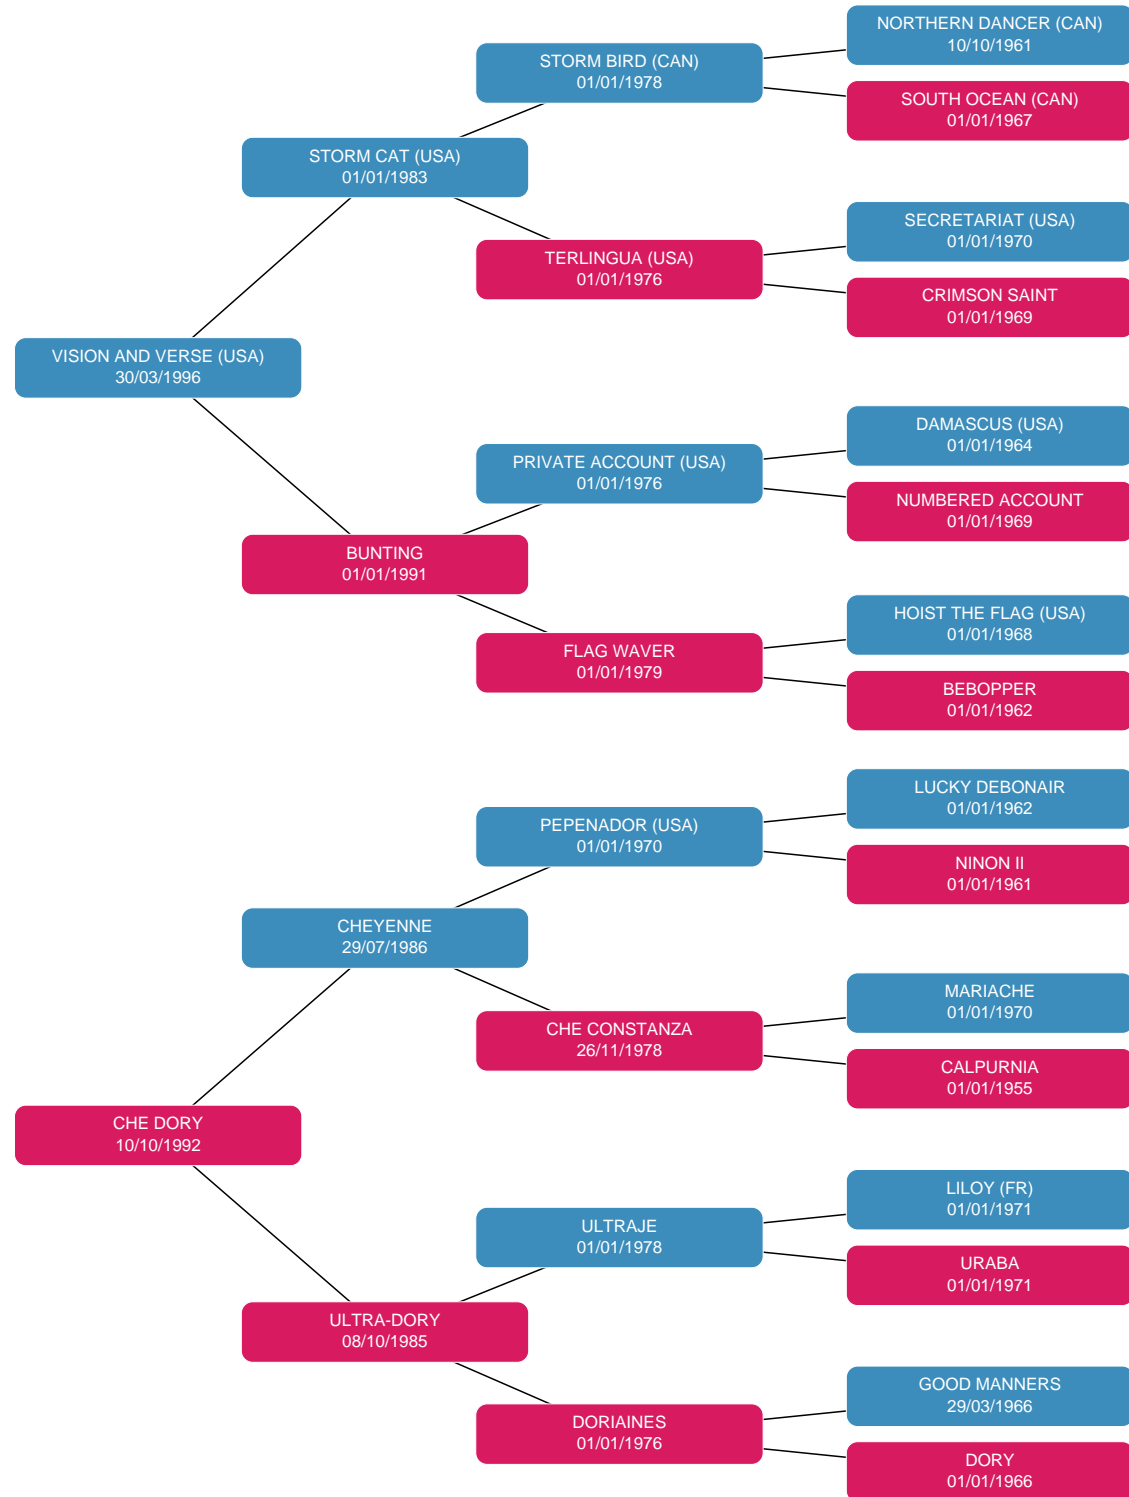 NORTHERN DANCER (CAN)
10/10/1961
STORM BIRD (CAN)
01/01/1978
SOUTH OCEAN (CAN)
01/01/1967
STORM CAT (USA)
01/01/1983
SECRETARIAT (USA)
01/01/1970
TERLINGUA (USA)
01/01/1976
CRIMSON SAINT
01/01/1969
VISION AND VERSE (USA)
30/03/1996
DAMASCUS (USA)
01/01/1964
PRIVATE ACCOUNT (USA)
01/01/1976
NUMBERED ACCOUNT
01/01/1969
BUNTING
01/01/1991
HOIST THE FLAG (USA)
01/01/1968
FLAG WAVER
01/01/1979
BEBOPPER
01/01/1962
LUCKY DEBONAIR
01/01/1962
PEPENADOR (USA)
01/01/1970
NINON II
01/01/1961
CHEYENNE
29/07/1986
MARIACHE
01/01/1970
CHE CONSTANZA
26/11/1978
CALPURNIA
01/01/1955
CHE DORY
10/10/1992
LILOY (FR)
01/01/1971
ULTRAJE
01/01/1978
URABA
01/01/1971
ULTRA-DORY
08/10/1985
GOOD MANNERS
29/03/1966
DORIAINES
01/01/1976
DORY
01/01/1966